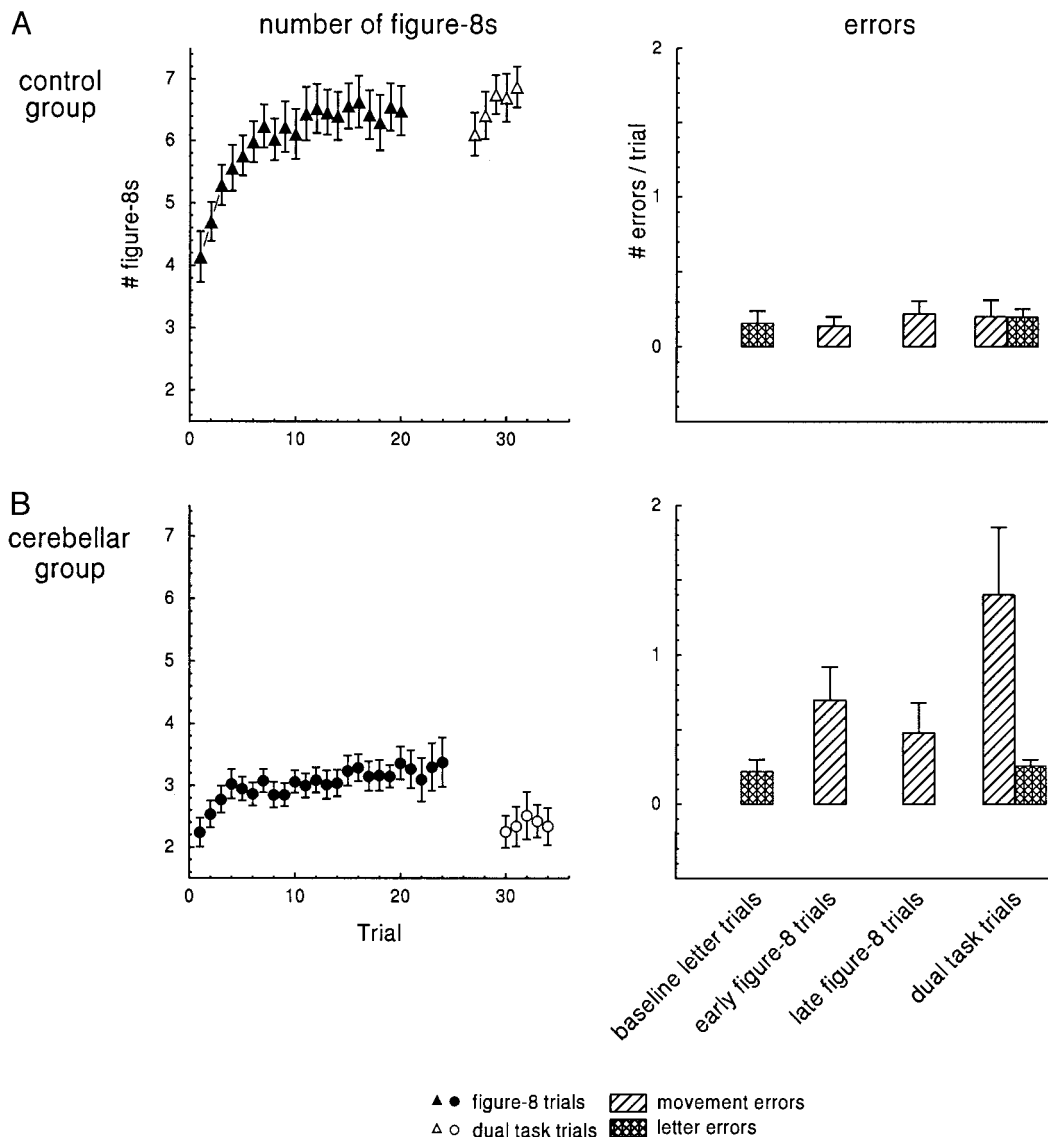 A
number of figure-8s
errors
control
group
# figure-8s
7
6
5
4
3
2
0
10
20
30
# errors / trial
2
1
0
B
cerebellar
group
7
6
5
4
3
2
0
10
20
30
Trial
2
1
0
baseline letter trials
early figure-8 trials
late figure-8 trials
dual task trials
figure-8 trials
movement errors
dual task trials
letter errors